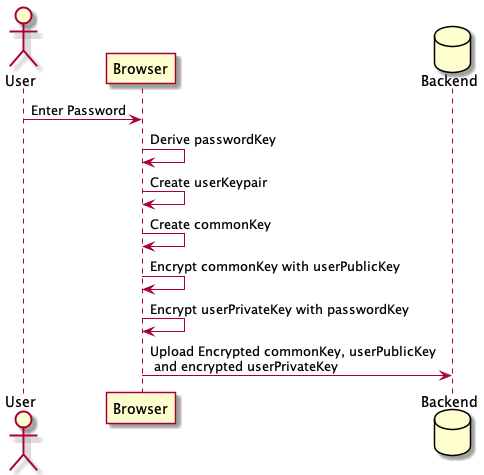 User
Browser
Backend
Enter Password
Derive passwordKey
Create userKeypair
Create commonKey
Encrypt commonKey with userPublicKey
Encrypt userPrivateKey with passwordKey
Upload Encrypted commonKey, userPublicKey
and encrypted userPrivateKey
User
Browser
Backend